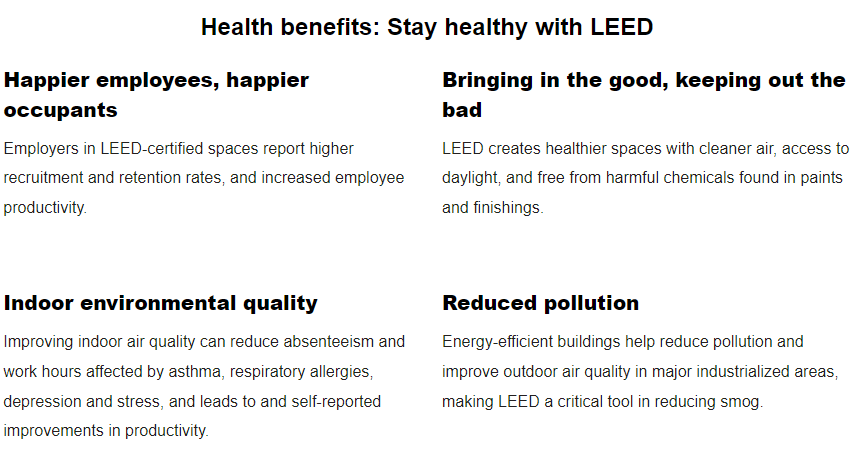 Health benefits: Stay healthy with LEED
Happier employees, happier
occupants
Employers in LEED-certified spaces report higher
recruitment and retention rates, and increased employee
productivity.
Bringing in the good, keeping out the
bad
LEED creates healthier spaces with cleaner air, access to
daylight, and free from harmful chemicals found in paints
and finishings.
Indoor environmental quality
Improving indoor air quality can reduce absenteeism and
work hours affected by asthma, respiratory allergies,
depression and stress, and leads to and self-reported
improvements in productivity.
Reduced pollution
Energy-efficient buildings help reduce pollution and
improve outdoor air quality in major industrialized areas,
making LEED a critical tool in reducing smog.